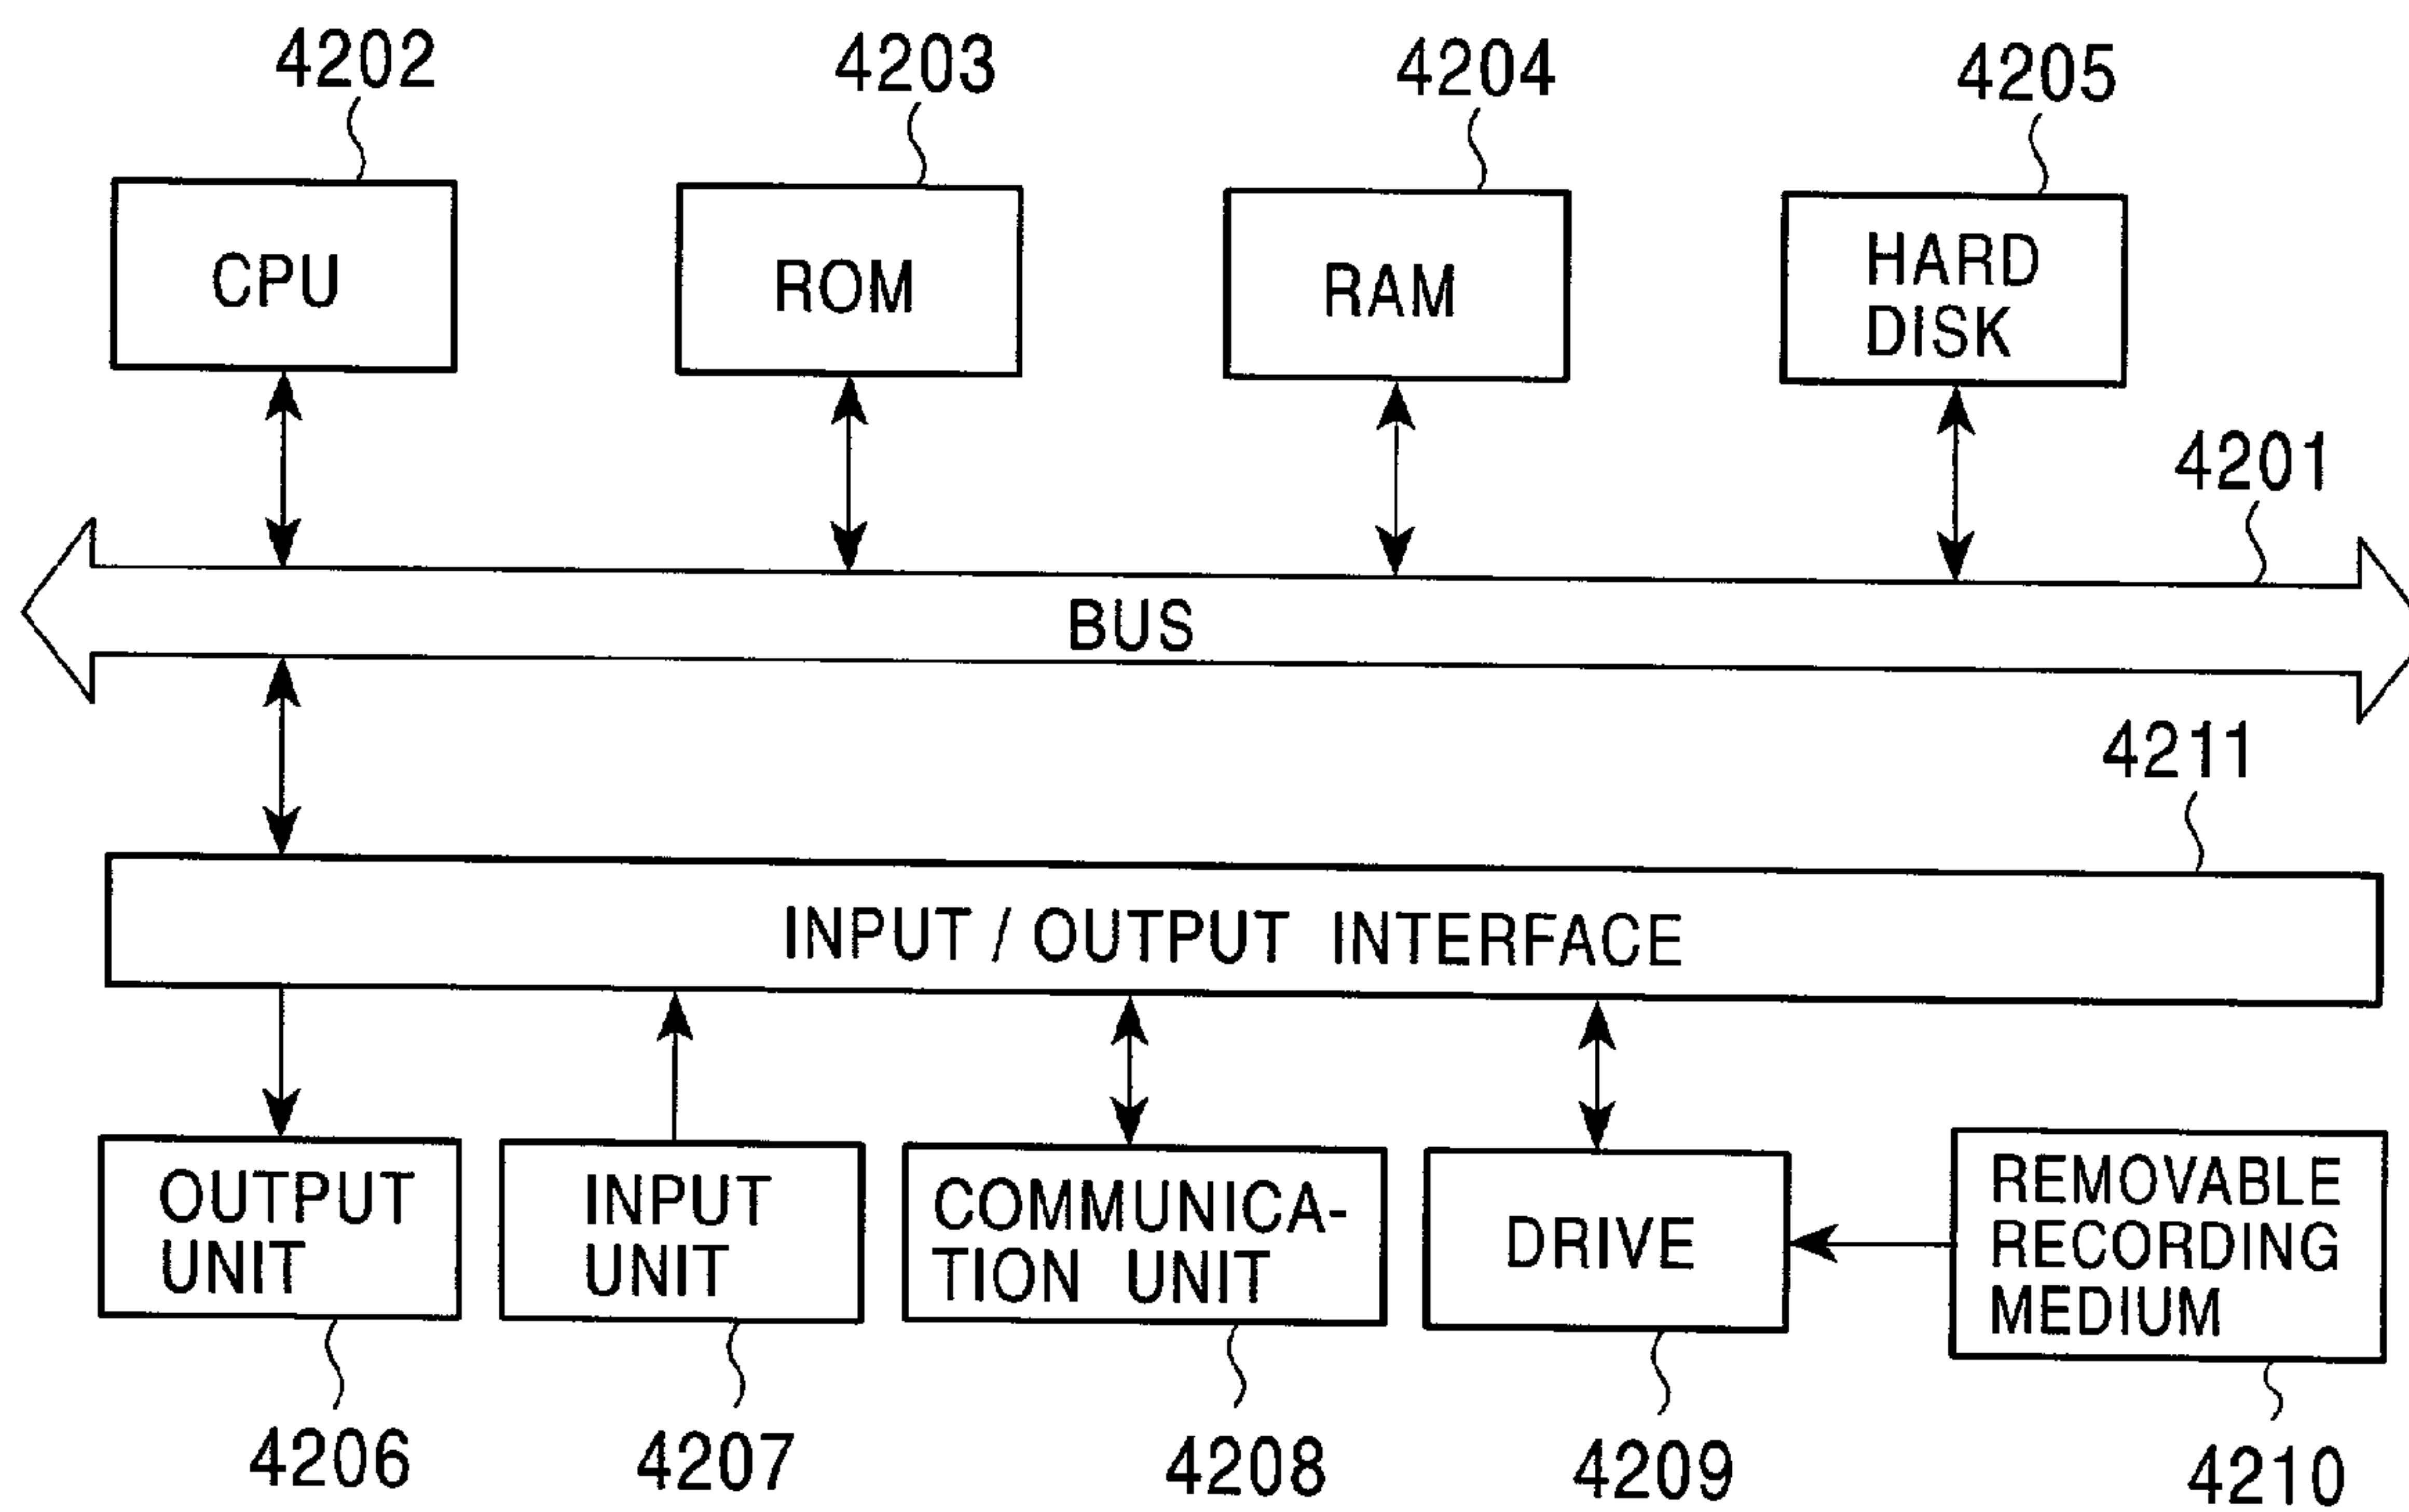 4202
4203
4204
4205
CPU
ROM
RAM
HARD
DISK
4201
BUS
4211
INPUT / OUTPUT INTERFACE
OUTPUT
UNIT
INPUT
UNIT
COMMUNICA-
TION UNIT
DRIVE
REMOVABLE
RECORDING
MEDIUM
4206
4207
4208
4209
4210